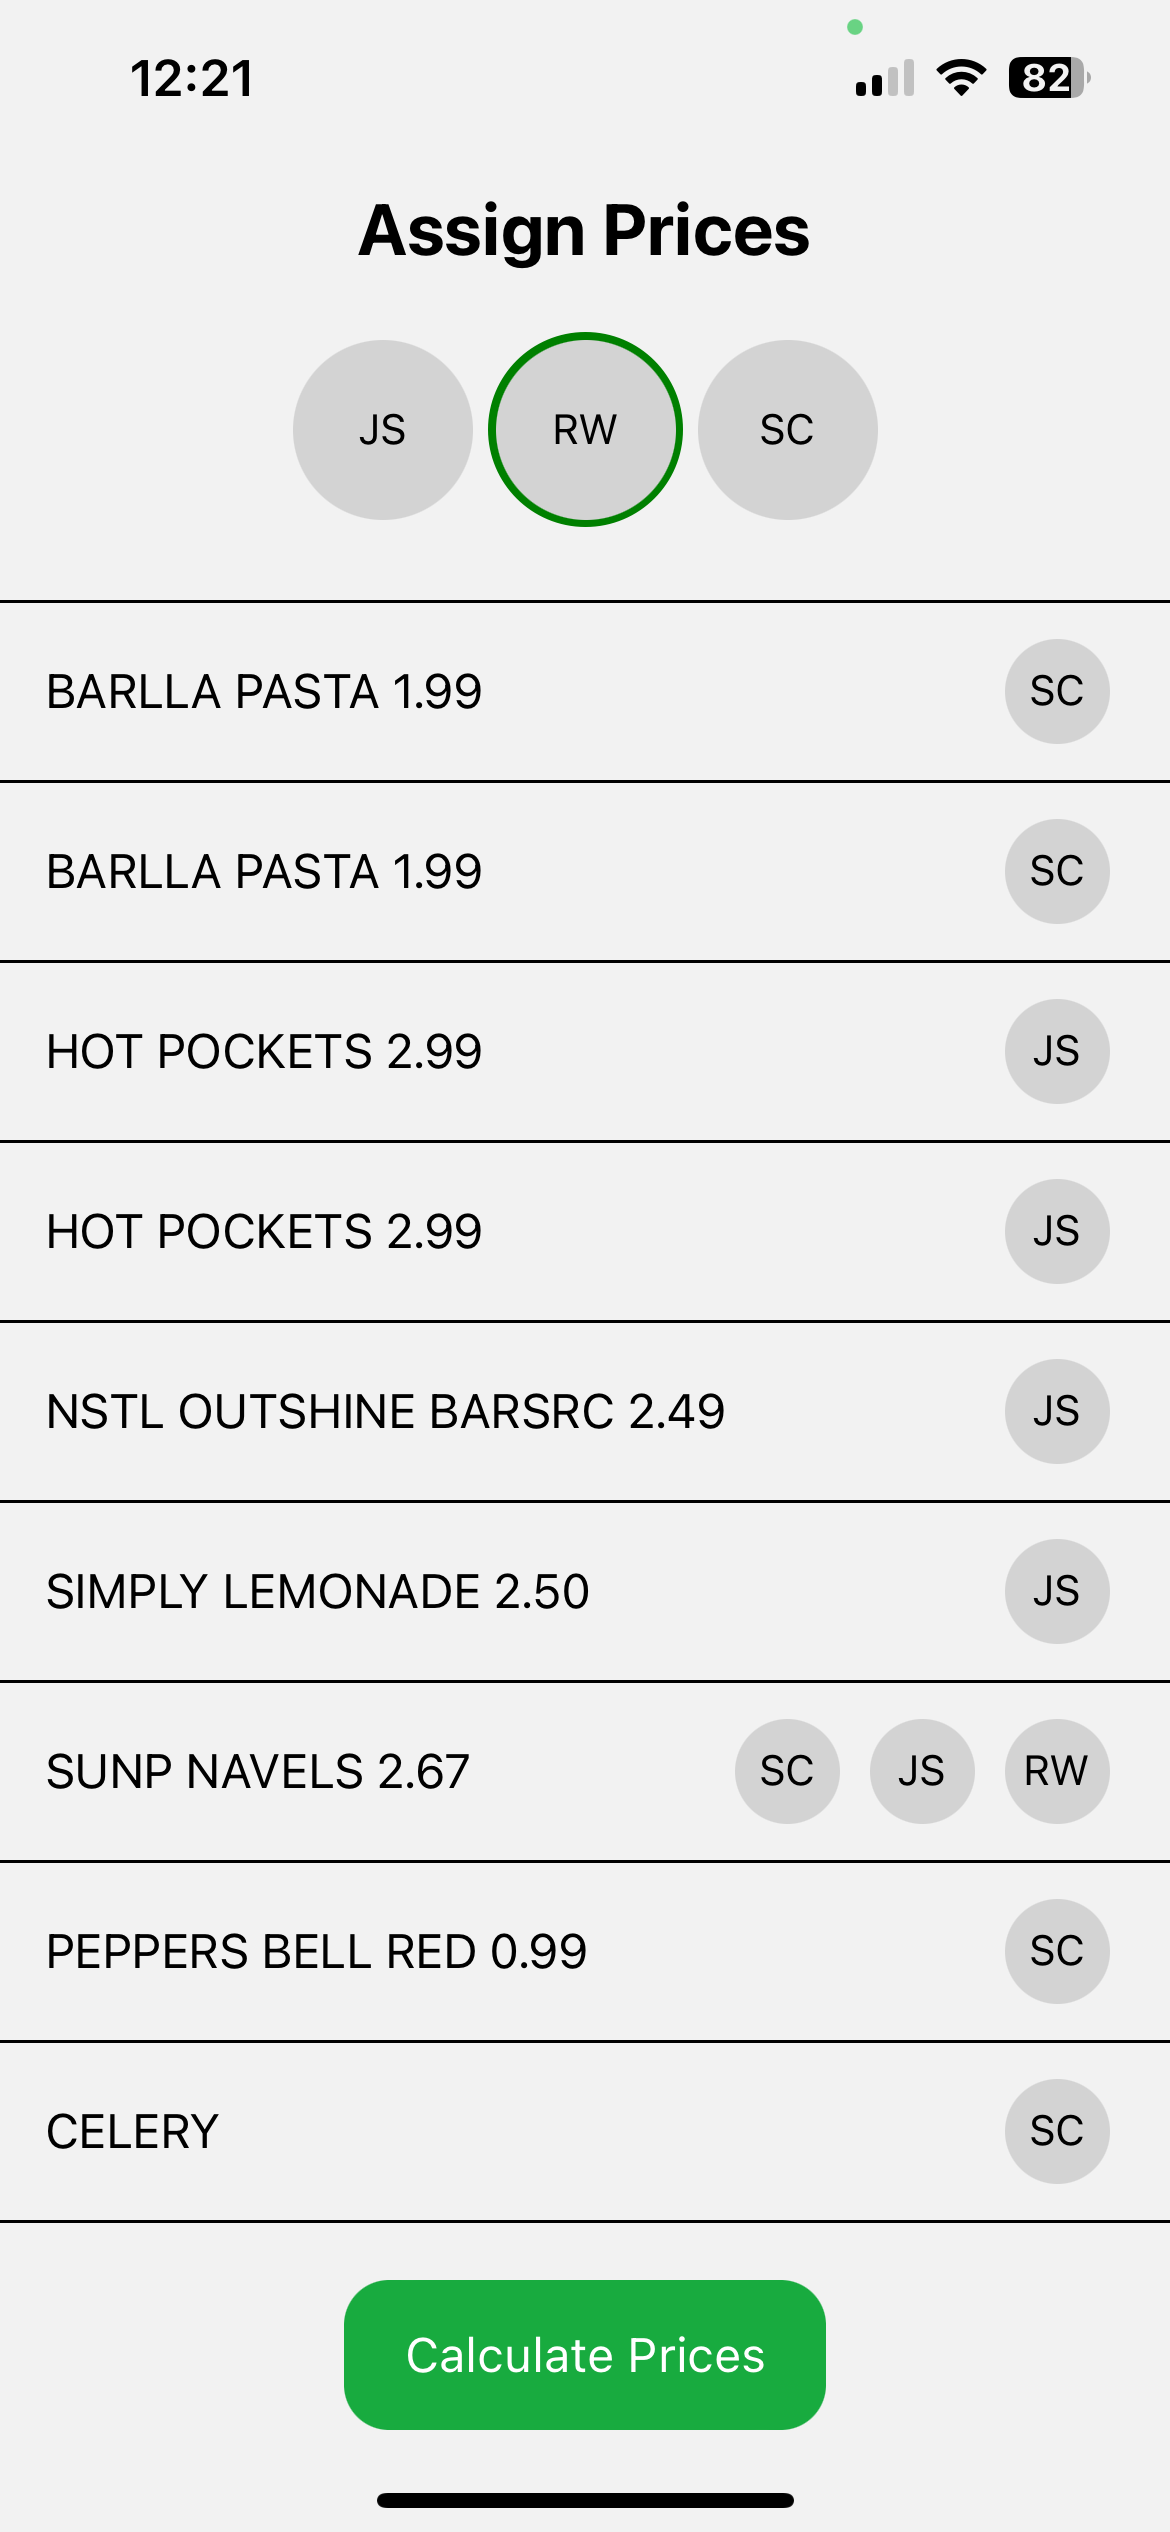 12:21
82
Assign Prices
JS RW SC
BARLLA PASTA 1.99 SC
BARLLA PASTA 1.99 SC
HOT POCKETS 2.99 JS
HOT POCKETS 2.99 JS
NSTL OUTSHINE BARSRC 2.49 JS
SIMPLY LEMONADE 2.50 JS
SUNP NAVELS 2.67 SC JS RW
PEPPERS BELL RED 0.99 SC
CELERY SC
Calculate Prices